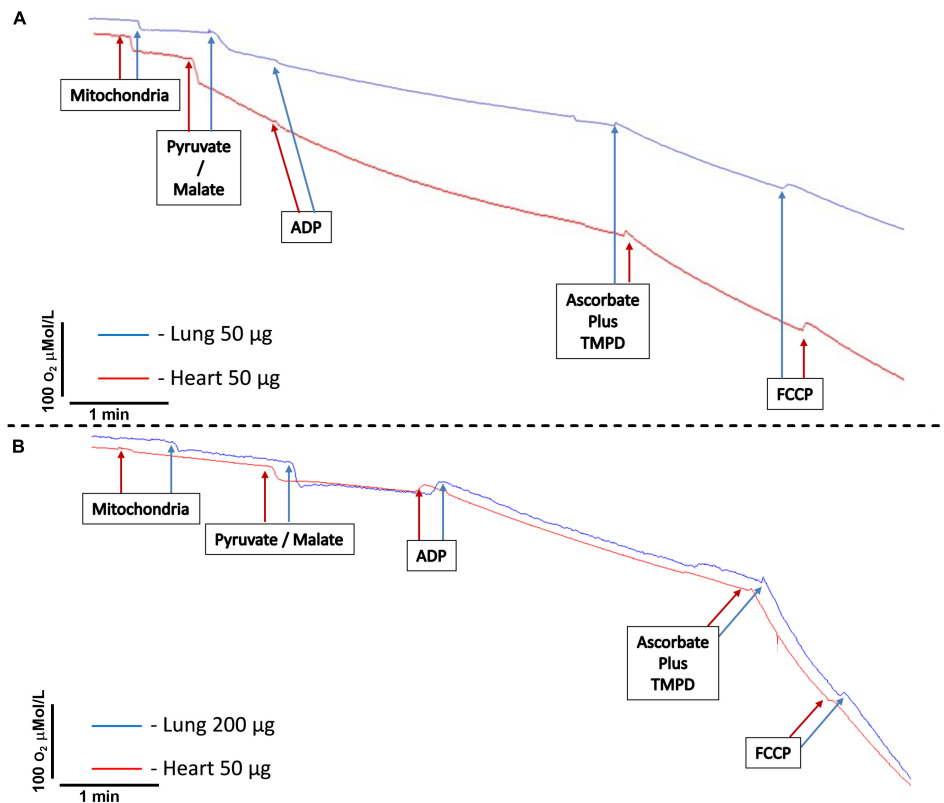 A
Mitochondria
Pyruvate
/
Malate
ADP
Ascorbate
Plus
TMPD
FCCP
100 O₂ µMol/L
- Lung 50 µg
- Heart 50 µg
1 min
B
Mitochondria
Pyruvate / Malate
ADP
Ascorbate
Plus
TMPD
FCCP
100 O₂ µMol/L
- Lung 200 µg
- Heart 50 µg
1 min